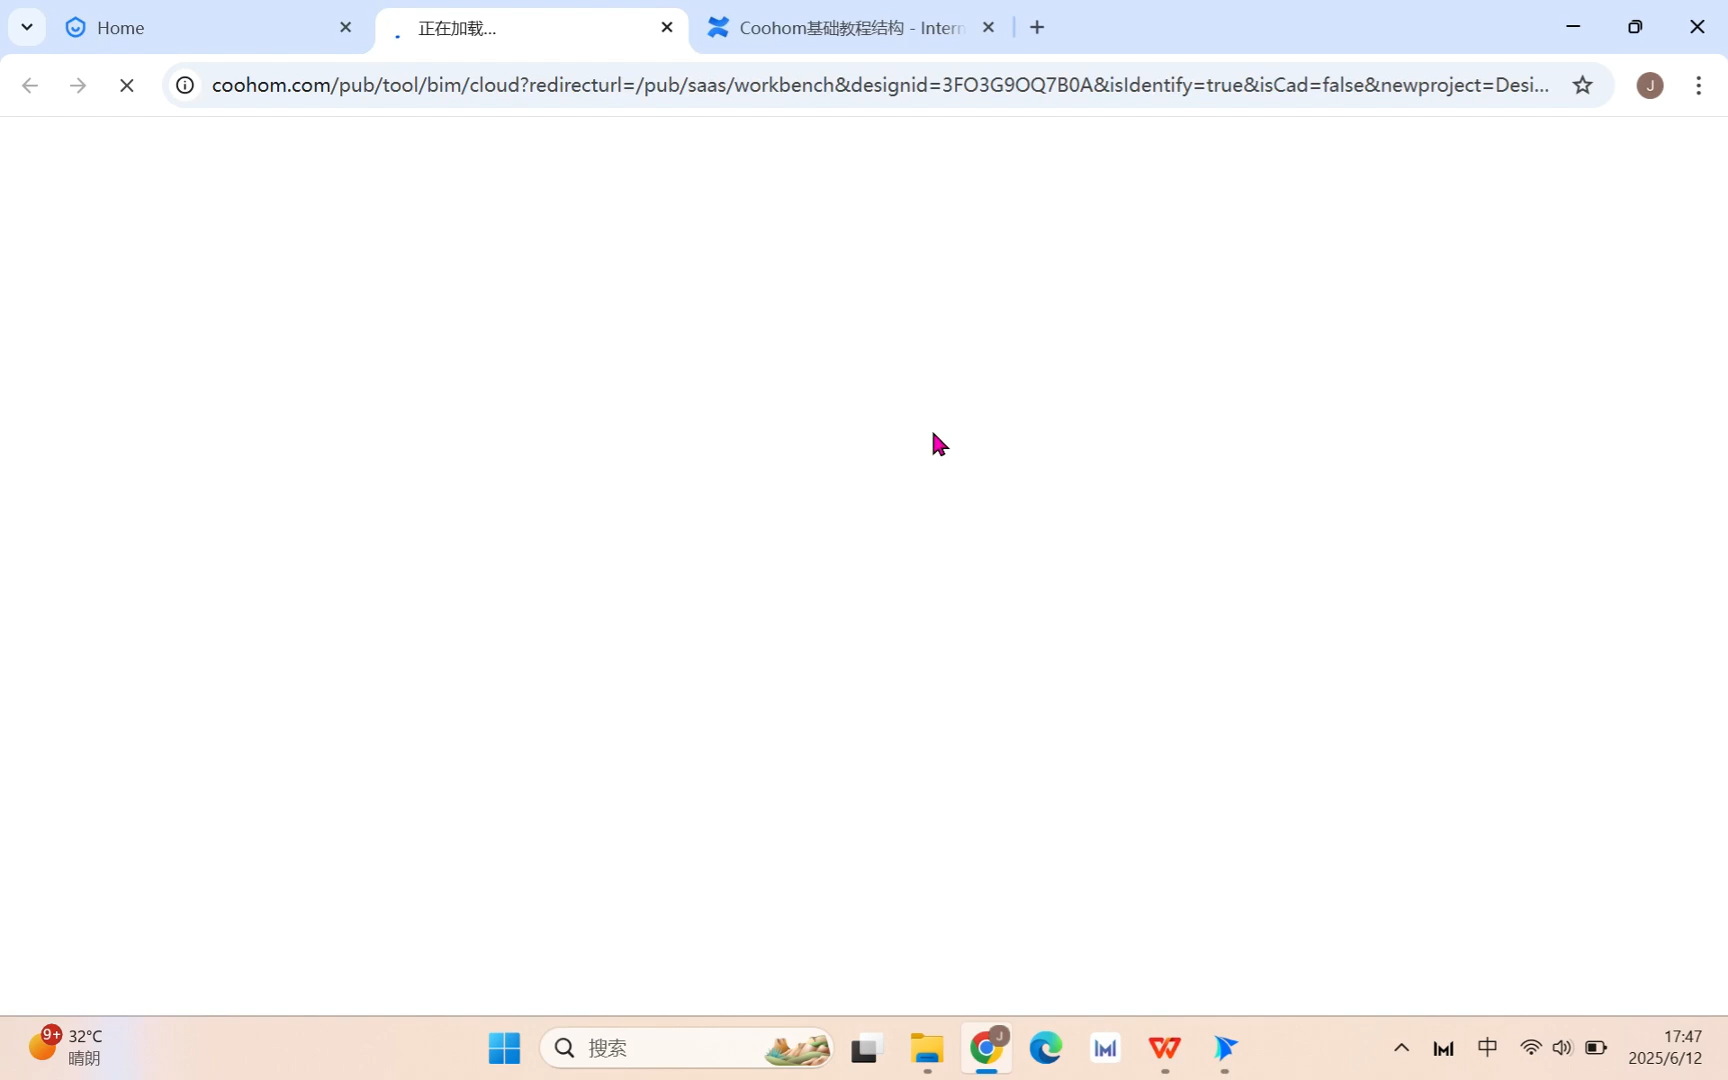 Home
正在加载...
Coohom基础教程结构 - Intern
coohom.com/pub/tool/bim/cloud?redirecturl=/pub/saas/workbench&designid=3FO3G9OQ7B0A&isIdentify=true&isCad=false&newproject=Desi...
J
9+
32°C
晴朗
搜索
J
中
17:47
2025/6/12